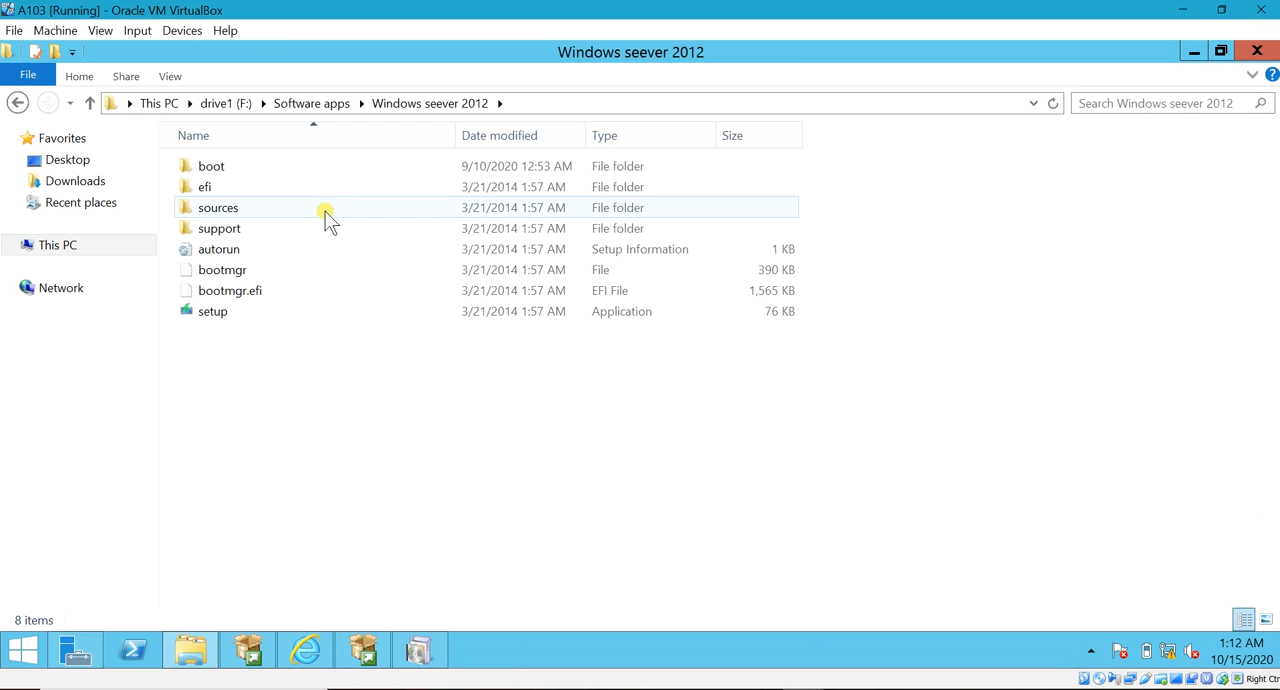 A103 [Running] - Oracle VM VirtualBox
File Machine View Input Devices Help
Windows seever 2012
File Home Share View
This PC drive1 (F:) Software apps Windows seever 2012 Search Windows seever 2012
Favorites
Desktop
Downloads
Recent places
This PC
Network
Name Date modified Type Size
boot 9/10/2020 12:53 AM File folder
efi 3/21/2014 1:57 AM File folder
sources 3/21/2014 1:57 AM File folder
support 3/21/2014 1:57 AM File folder
autorun 3/21/2014 1:57 AM Setup Information 1 KB
bootmgr 3/21/2014 1:57 AM File 390 KB
bootmgr.efi 3/21/2014 1:57 AM EFI File 1,565 KB
setup 3/21/2014 1:57 AM Application 76 KB
8 items
1:12 AM
10/15/2020
Right Ctr